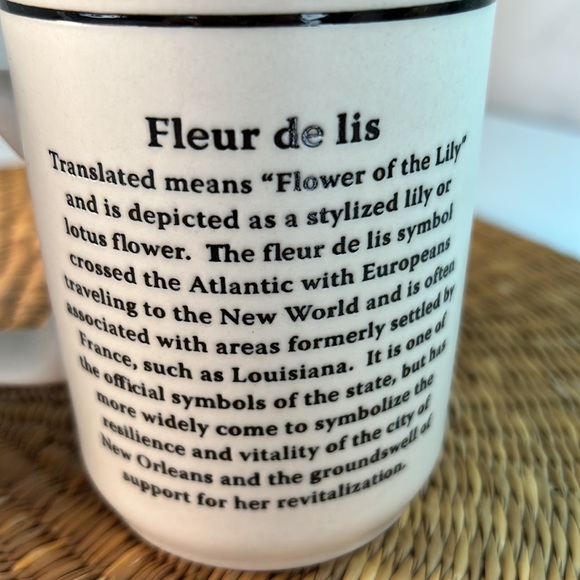 Fleur de lis
Translated means “Flower of the Lily”
and is depicted as a stylized lily or
lotus flower. The fleur de lis symbol
crossed the Atlantic with Europeans
traveling to the New World and is often
associated with areas formerly settled by
France, such as Louisiana. It is one of
the official symbols of the state, but has
more widely come to symbolize the
resilience and vitality of the city of
New Orleans and the groundswell of
support for her revitalization.